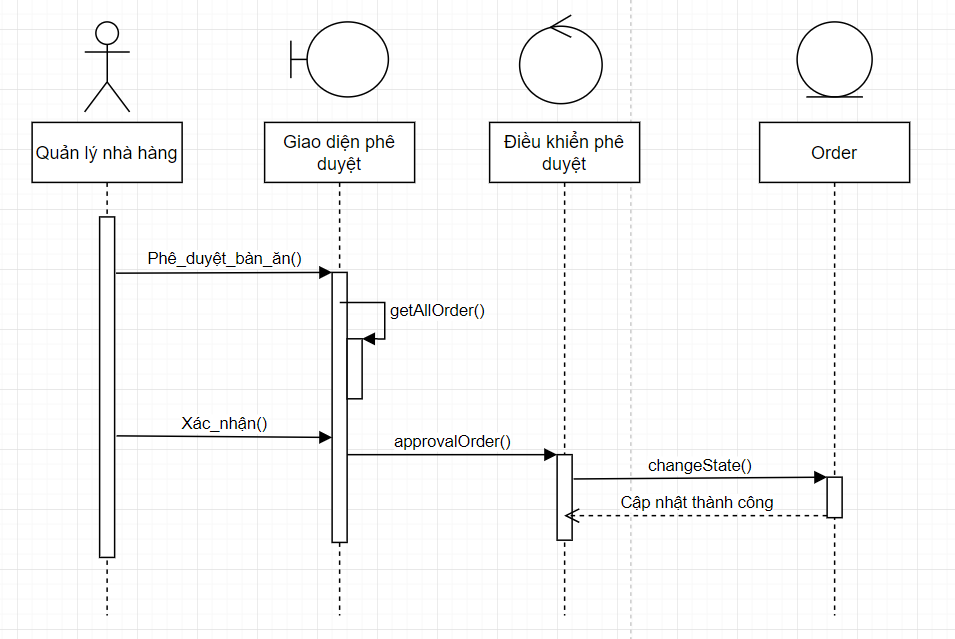 Quản lý nhà hàng
Giao diện phê
duyệt
Điều khiển phê
duyệt
Order
Phê_duyệt_bàn_ăn()
getAllOrder()
Xác_nhận()
approvalOrder()
changeState()
Cập nhật thành công